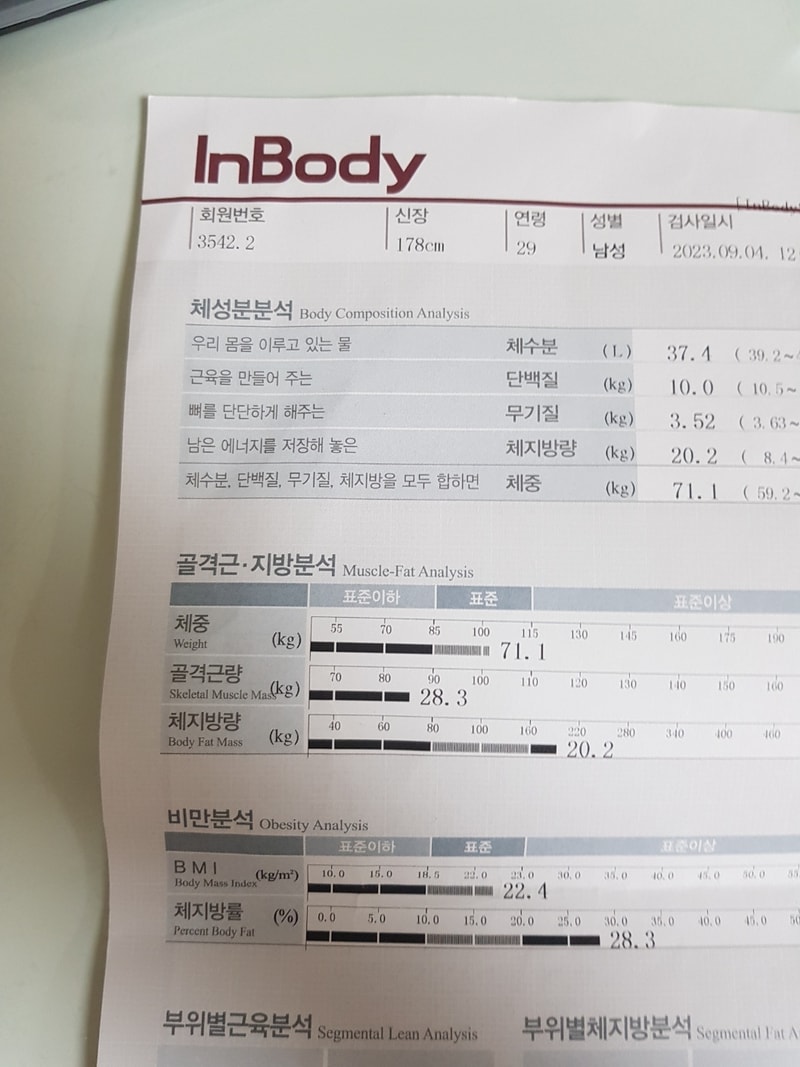 InBody
회원번호 신장 연령 성별 검사일시
3542.2 178cm 29 남성 2023.09.04. 12
체성분분석 Body Composition Analysis
우리 몸을 이루고 있는 물 체수분 (L) 37.4 ( 39.2~
근육을 만들어 주는 단백질 (kg) 10.0 ( 10.5~
뼈를 단단하게 해주는 무기질 (kg) 3.52 ( 3.63~
남은 에너지를 저장해 놓은 체지방량 (kg) 20.2 ( 8.4~
체수분, 단백질, 무기질, 체지방을 모두 합하면 체중 (kg) 71.1 ( 59.2~
골격근·지방분석 Muscle-Fat Analysis
표준이하 표준 표준이상
체중 Weight (kg) 55 70 85 100 115 130 145 160 175 190
71.1
골격근량 Skeletal Muscle Mass (kg) 70 80 90 100 110 120 130 140 150 160
28.3
체지방량 Body Fat Mass (kg) 40 60 80 100 160 220 280 340 400 460
20.2
비만분석 Obesity Analysis
표준이하 표준 표준이상
BMI Body Mass Index (kg/m²) 10.0 15.0 18.5 22.0 23.0 30.0 35.0 40.0 45.0 50.0 55
22.4
체지방률 Percent Body Fat (%) 0.0 5.0 10.0 15.0 20.0 25.0 30.0 35.0 40.0 45.0 50
28.3
부위별근육분석 Segmental Lean Analysis 부위별체지방분석 Segmental Fat A